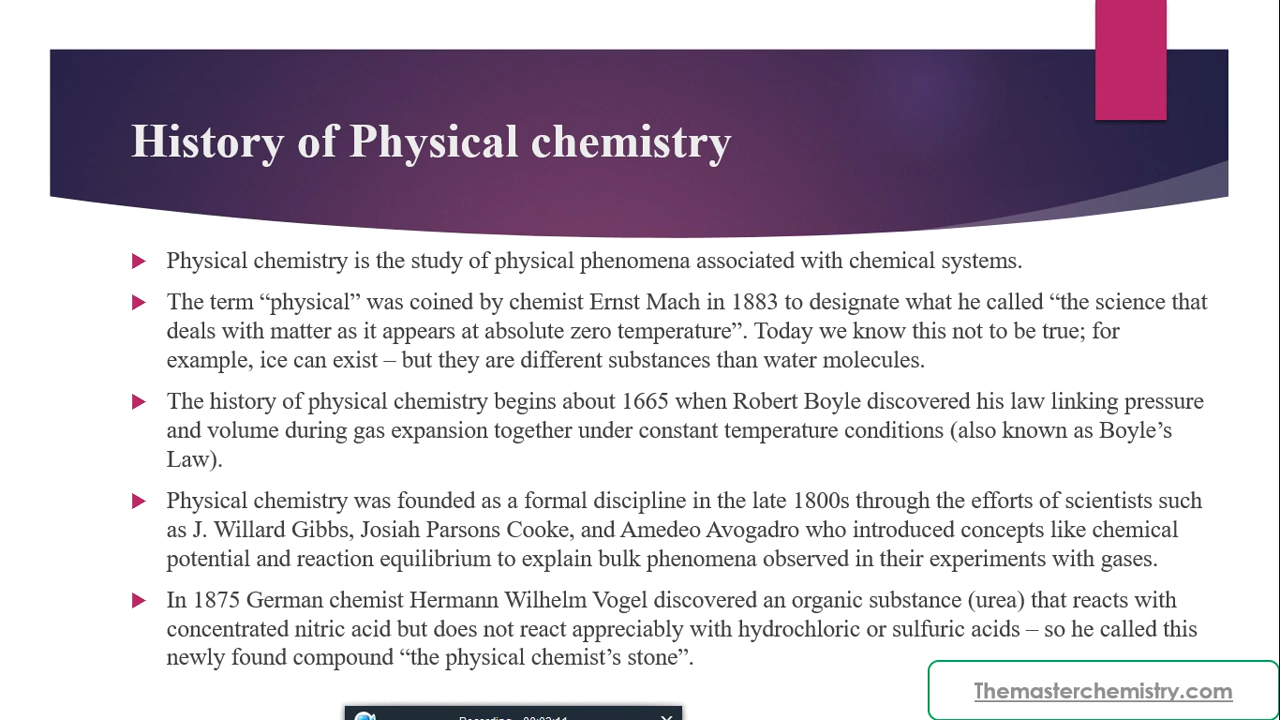 History of Physical chemistry
Physical chemistry is the study of physical phenomena associated with chemical systems.
The term “physical” was coined by chemist Ernst Mach in 1883 to designate what he called “the science that
deals with matter as it appears at absolute zero temperature”. Today we know this not to be true; for
example, ice can exist – but they are different substances than water molecules.
The history of physical chemistry begins about 1665 when Robert Boyle discovered his law linking pressure
and volume during gas expansion together under constant temperature conditions (also known as Boyle’s
Law).
Physical chemistry was founded as a formal discipline in the late 1800s through the efforts of scientists such
as J. Willard Gibbs, Josiah Parsons Cooke, and Amedeo Avogadro who introduced concepts like chemical
potential and reaction equilibrium to explain bulk phenomena observed in their experiments with gases.
In 1875 German chemist Hermann Wilhelm Vogel discovered an organic substance (urea) that reacts with
concentrated nitric acid but does not react appreciably with hydrochloric or sulfuric acids – so he called this
newly found compound “the physical chemist’s stone”.
Themasterchemistry.com